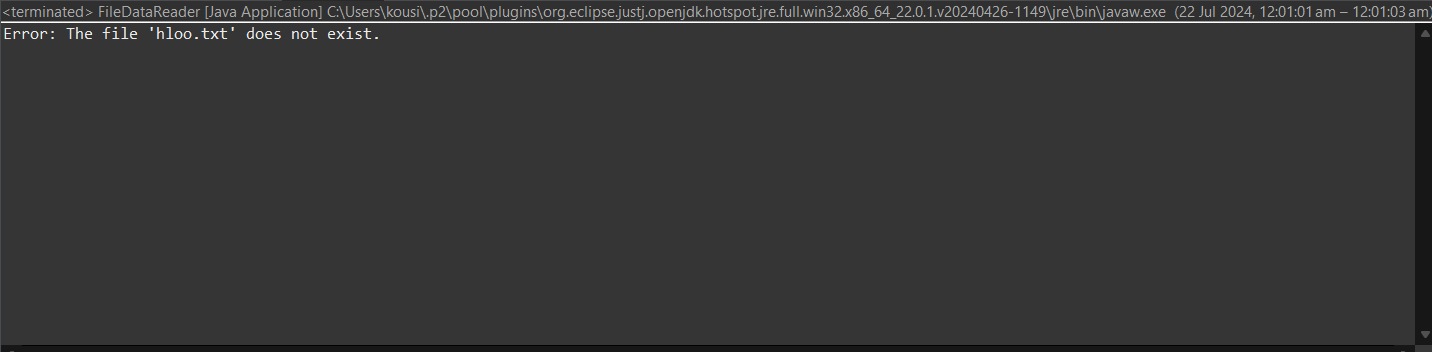 <terminated> FileDataReader [Java Application] C:\Users\kousi\.p2\pool\plugins\org.eclipse.justj.openjdk.hotspot.jre.full.win32.x86_64_22.0.1.v20240426-1149\jre\bin\javaw.exe (22 Jul 2024, 12:01:01 am – 12:01:03 am)
Error: The file 'hloo.txt' does not exist.